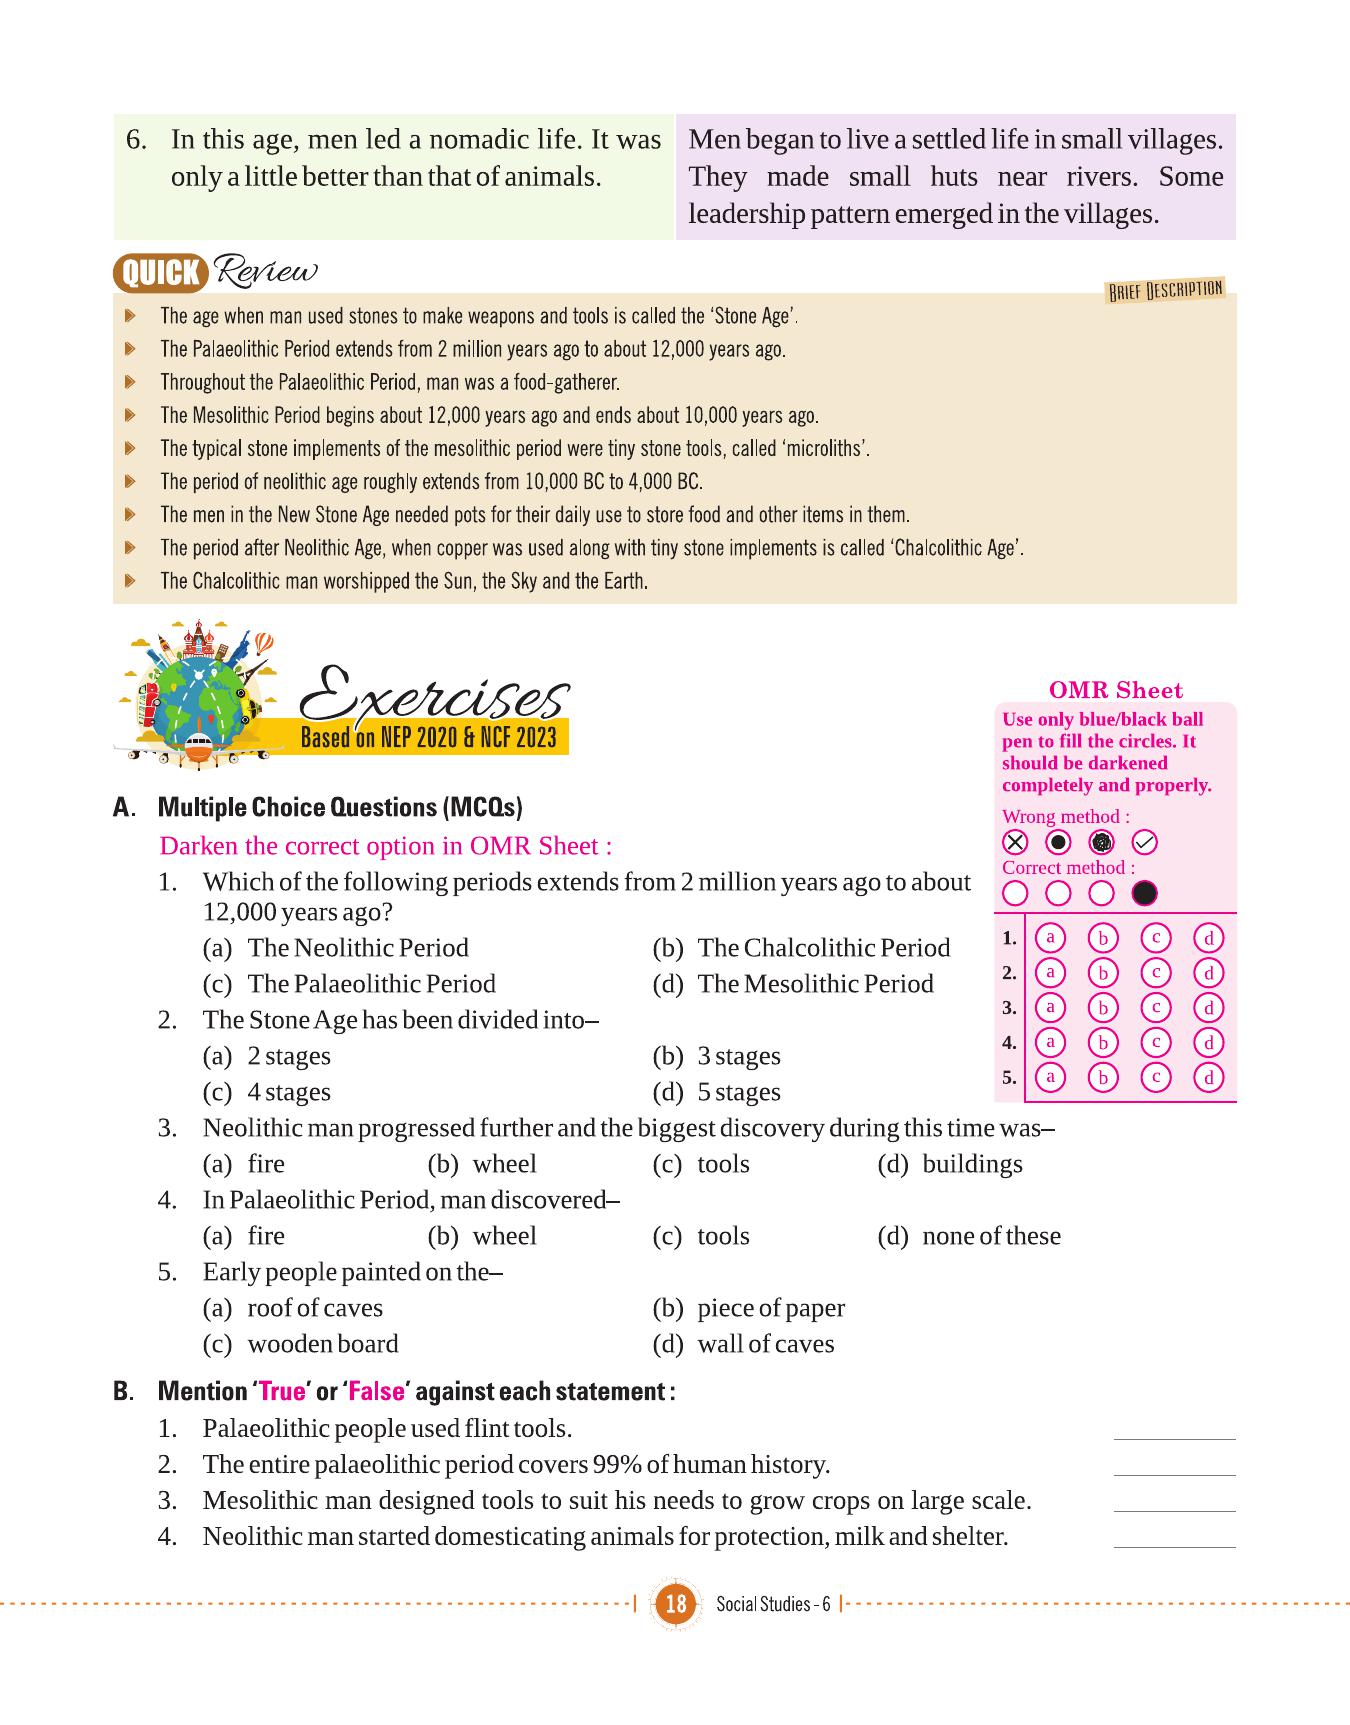 6. In this age, men led a nomadic life. It was
only a little better than that of animals.
Men began to live a settled life in small villages.
They made small huts near rivers. Some
leadership pattern emerged in the villages.
QUICK Review
BRIEF DESCRIPTION
The age when man used stones to make weapons and tools is called the ‘Stone Age’.
The Palaeolithic Period extends from 2 million years ago to about 12,000 years ago.
Throughout the Palaeolithic Period, man was a food-gatherer.
The Mesolithic Period begins about 12,000 years ago and ends about 10,000 years ago.
The typical stone implements of the mesolithic period were tiny stone tools, called ‘microliths’.
The period of neolithic age roughly extends from 10,000 BC to 4,000 BC.
The men in the New Stone Age needed pots for their daily use to store food and other items in them.
The period after Neolithic Age, when copper was used along with tiny stone implements is called ‘Chalcolithic Age’.
The Chalcolithic man worshipped the Sun, the Sky and the Earth.
Exercises
Based on NEP 2020 & NCF 2023
OMR Sheet
Use only blue/black ball
pen to fill the circles. It
should be darkened
completely and properly.
Wrong method :
Correct method :
1. a b c d
2. a b c d
3. a b c d
4. a b c d
5. a b c d
A. Multiple Choice Questions (MCQs)
Darken the correct option in OMR Sheet :
1. Which of the following periods extends from 2 million years ago to about
12,000 years ago?
(a) The Neolithic Period (b) The Chalcolithic Period
(c) The Palaeolithic Period (d) The Mesolithic Period
2. The Stone Age has been divided into–
(a) 2 stages (b) 3 stages
(c) 4 stages (d) 5 stages
3. Neolithic man progressed further and the biggest discovery during this time was–
(a) fire (b) wheel (c) tools (d) buildings
4. In Palaeolithic Period, man discovered–
(a) fire (b) wheel (c) tools (d) none of these
5. Early people painted on the–
(a) roof of caves (b) piece of paper
(c) wooden board (d) wall of caves
B. Mention ‘True’ or ‘False’ against each statement :
1. Palaeolithic people used flint tools.
2. The entire palaeolithic period covers 99% of human history.
3. Mesolithic man designed tools to suit his needs to grow crops on large scale.
4. Neolithic man started domesticating animals for protection, milk and shelter.
18 Social Studies - 6